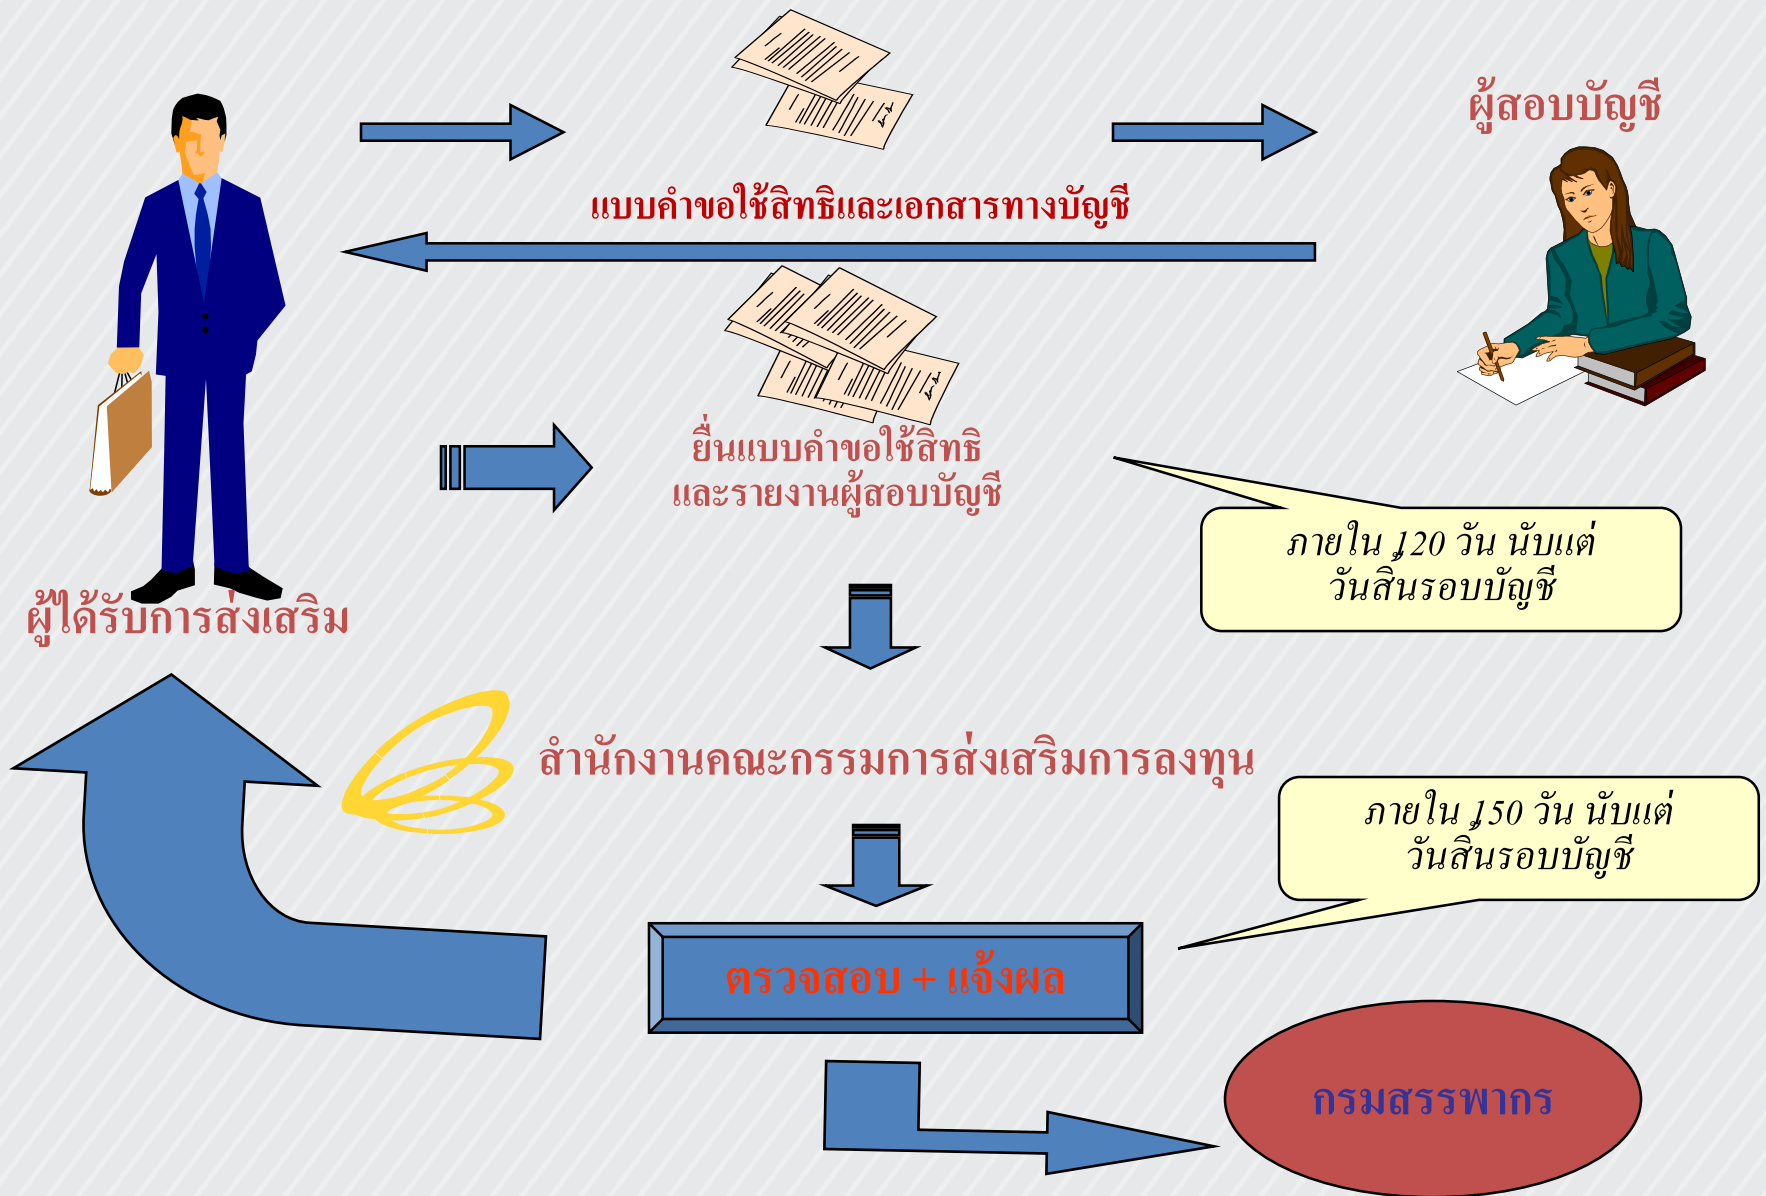 ผู้สอบบัญชี
แบบคำขอใช้สิทธิและเอกสารทางบัญชี
ยื่นแบบคำขอใช้สิทธิ
และรายงานผู้สอบบัญชี
ภายใน 120 วัน นับแต่
วันสิ้นรอบบัญชี
ผู้ได้รับการส่งเสริม
สำนักงานคณะกรรมการส่งเสริมการลงทุน
ภายใน 150 วัน นับแต่
วันสิ้นรอบบัญชี
ตรวจสอบ + แจ้งผล
กรมสรรพากร